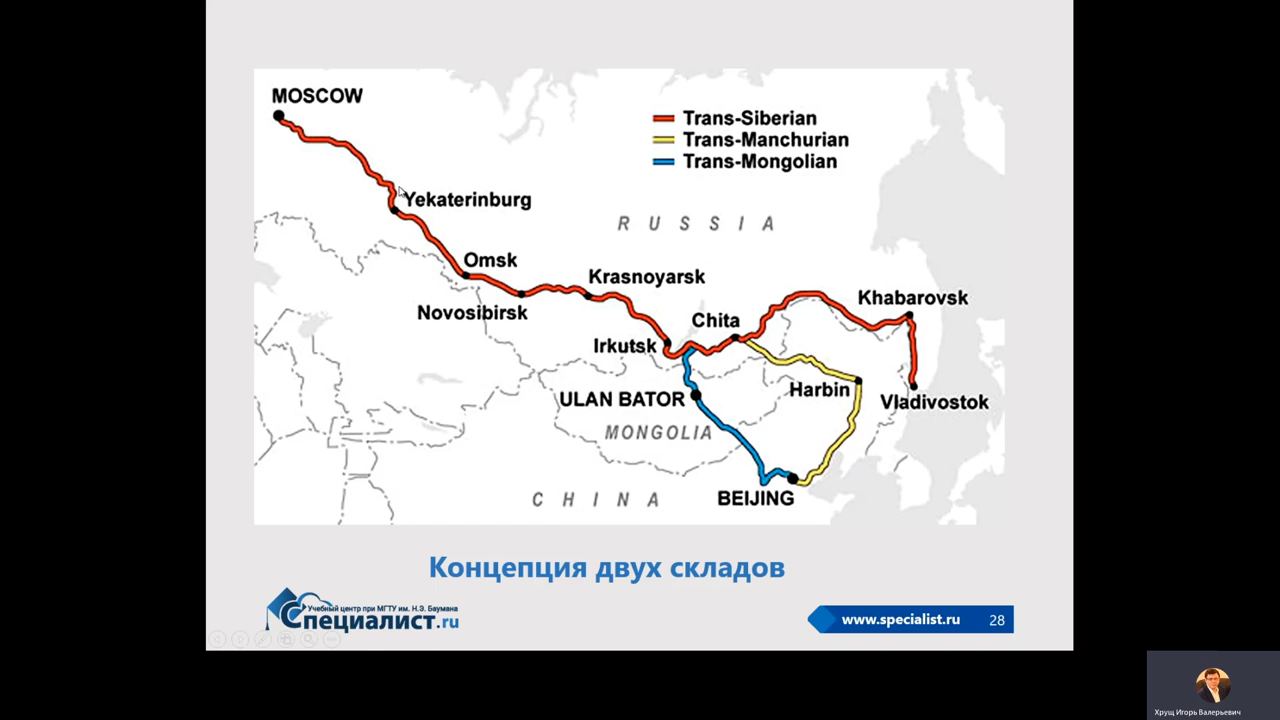 MOSCOW
Trans-Siberian
Trans-Manchurian
Trans-Mongolian
Yekaterinburg
R U S S I A
Omsk
Krasnoyarsk
Khabarovsk
Novosibirsk
Chita
Irkutsk
Harbin
ULAN BATOR
Vladivostok
MONGOLIA
C H I N A
BEIJING
Концепция двух складов
Учебный центр при МГТУ им. Н.Э. Баумана
Специалист.ru
www.specialist.ru
28
Хрущ Игорь Валерьевич